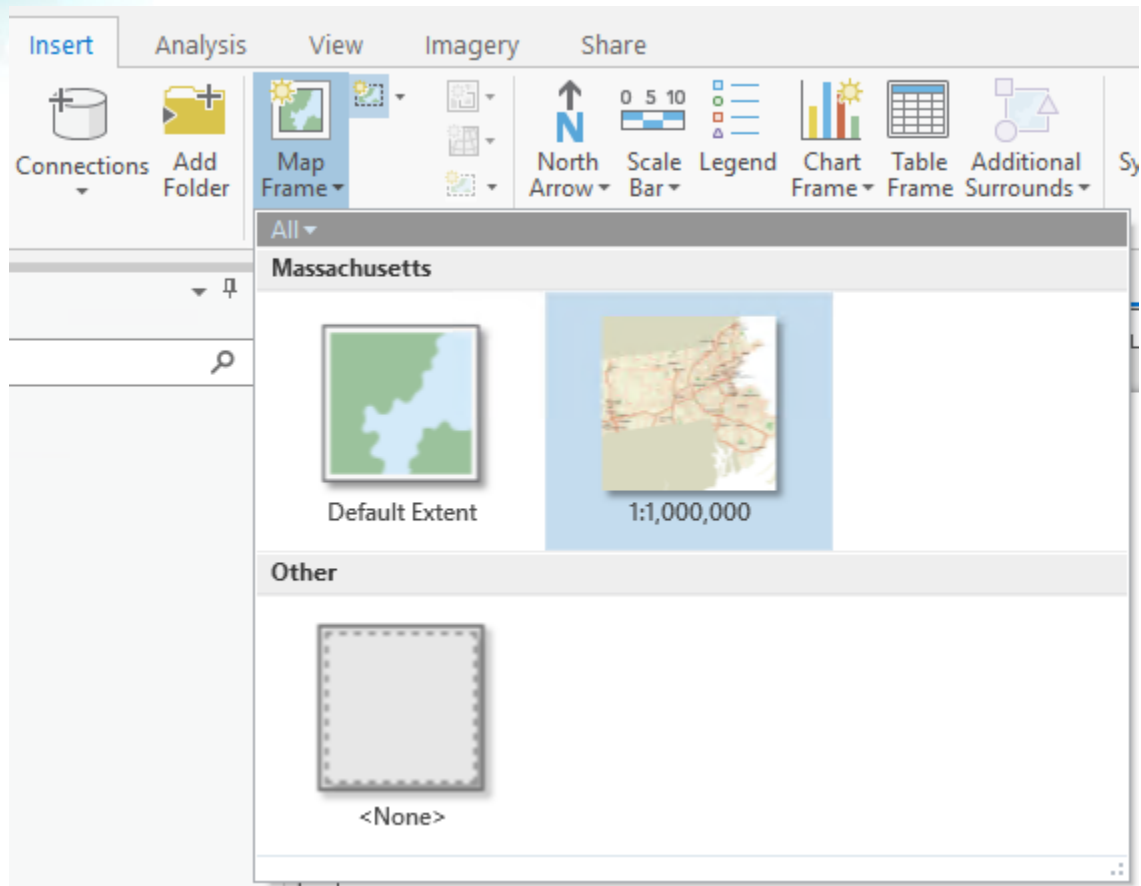 Insert Analysis View Imagery Share
0 5 10
N
Connections Add Folder Map Frame North Arrow Scale Bar Legend Chart Frame Table Frame Additional Surrounds Sy
All
Massachusetts
Default Extent 1:1,000,000
Other
<None>